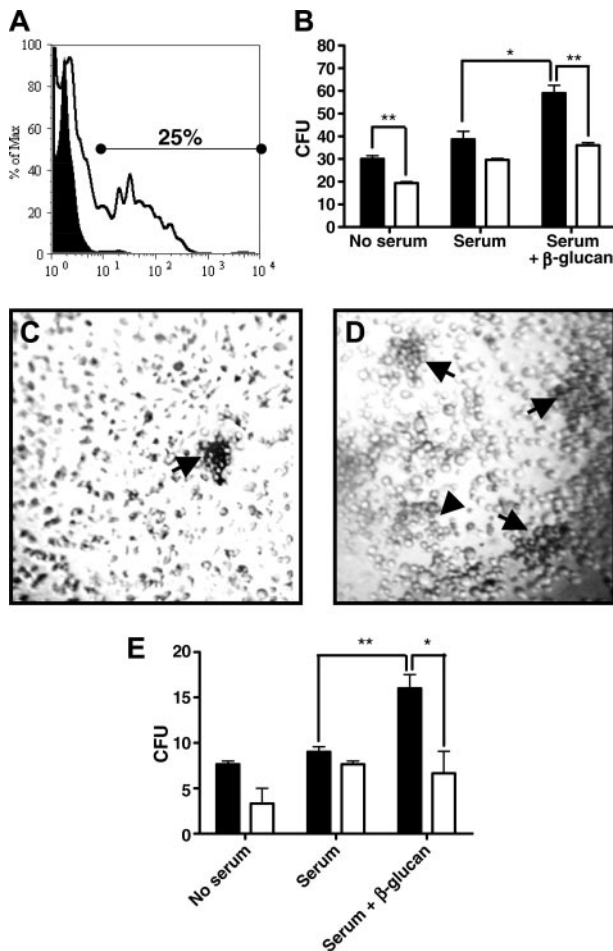 A
100
80
60
40
20
0
% of Max
25%
10^0 10^1 10^2 10^3 10^4
B
80
70
60
50
40
30
20
10
0
CFU
** * **
No serum Serum Serum
+ β-glucan
C
D
E
20
15
10
5
0
CFU
** *
No serum
Serum
Serum + β-glucan